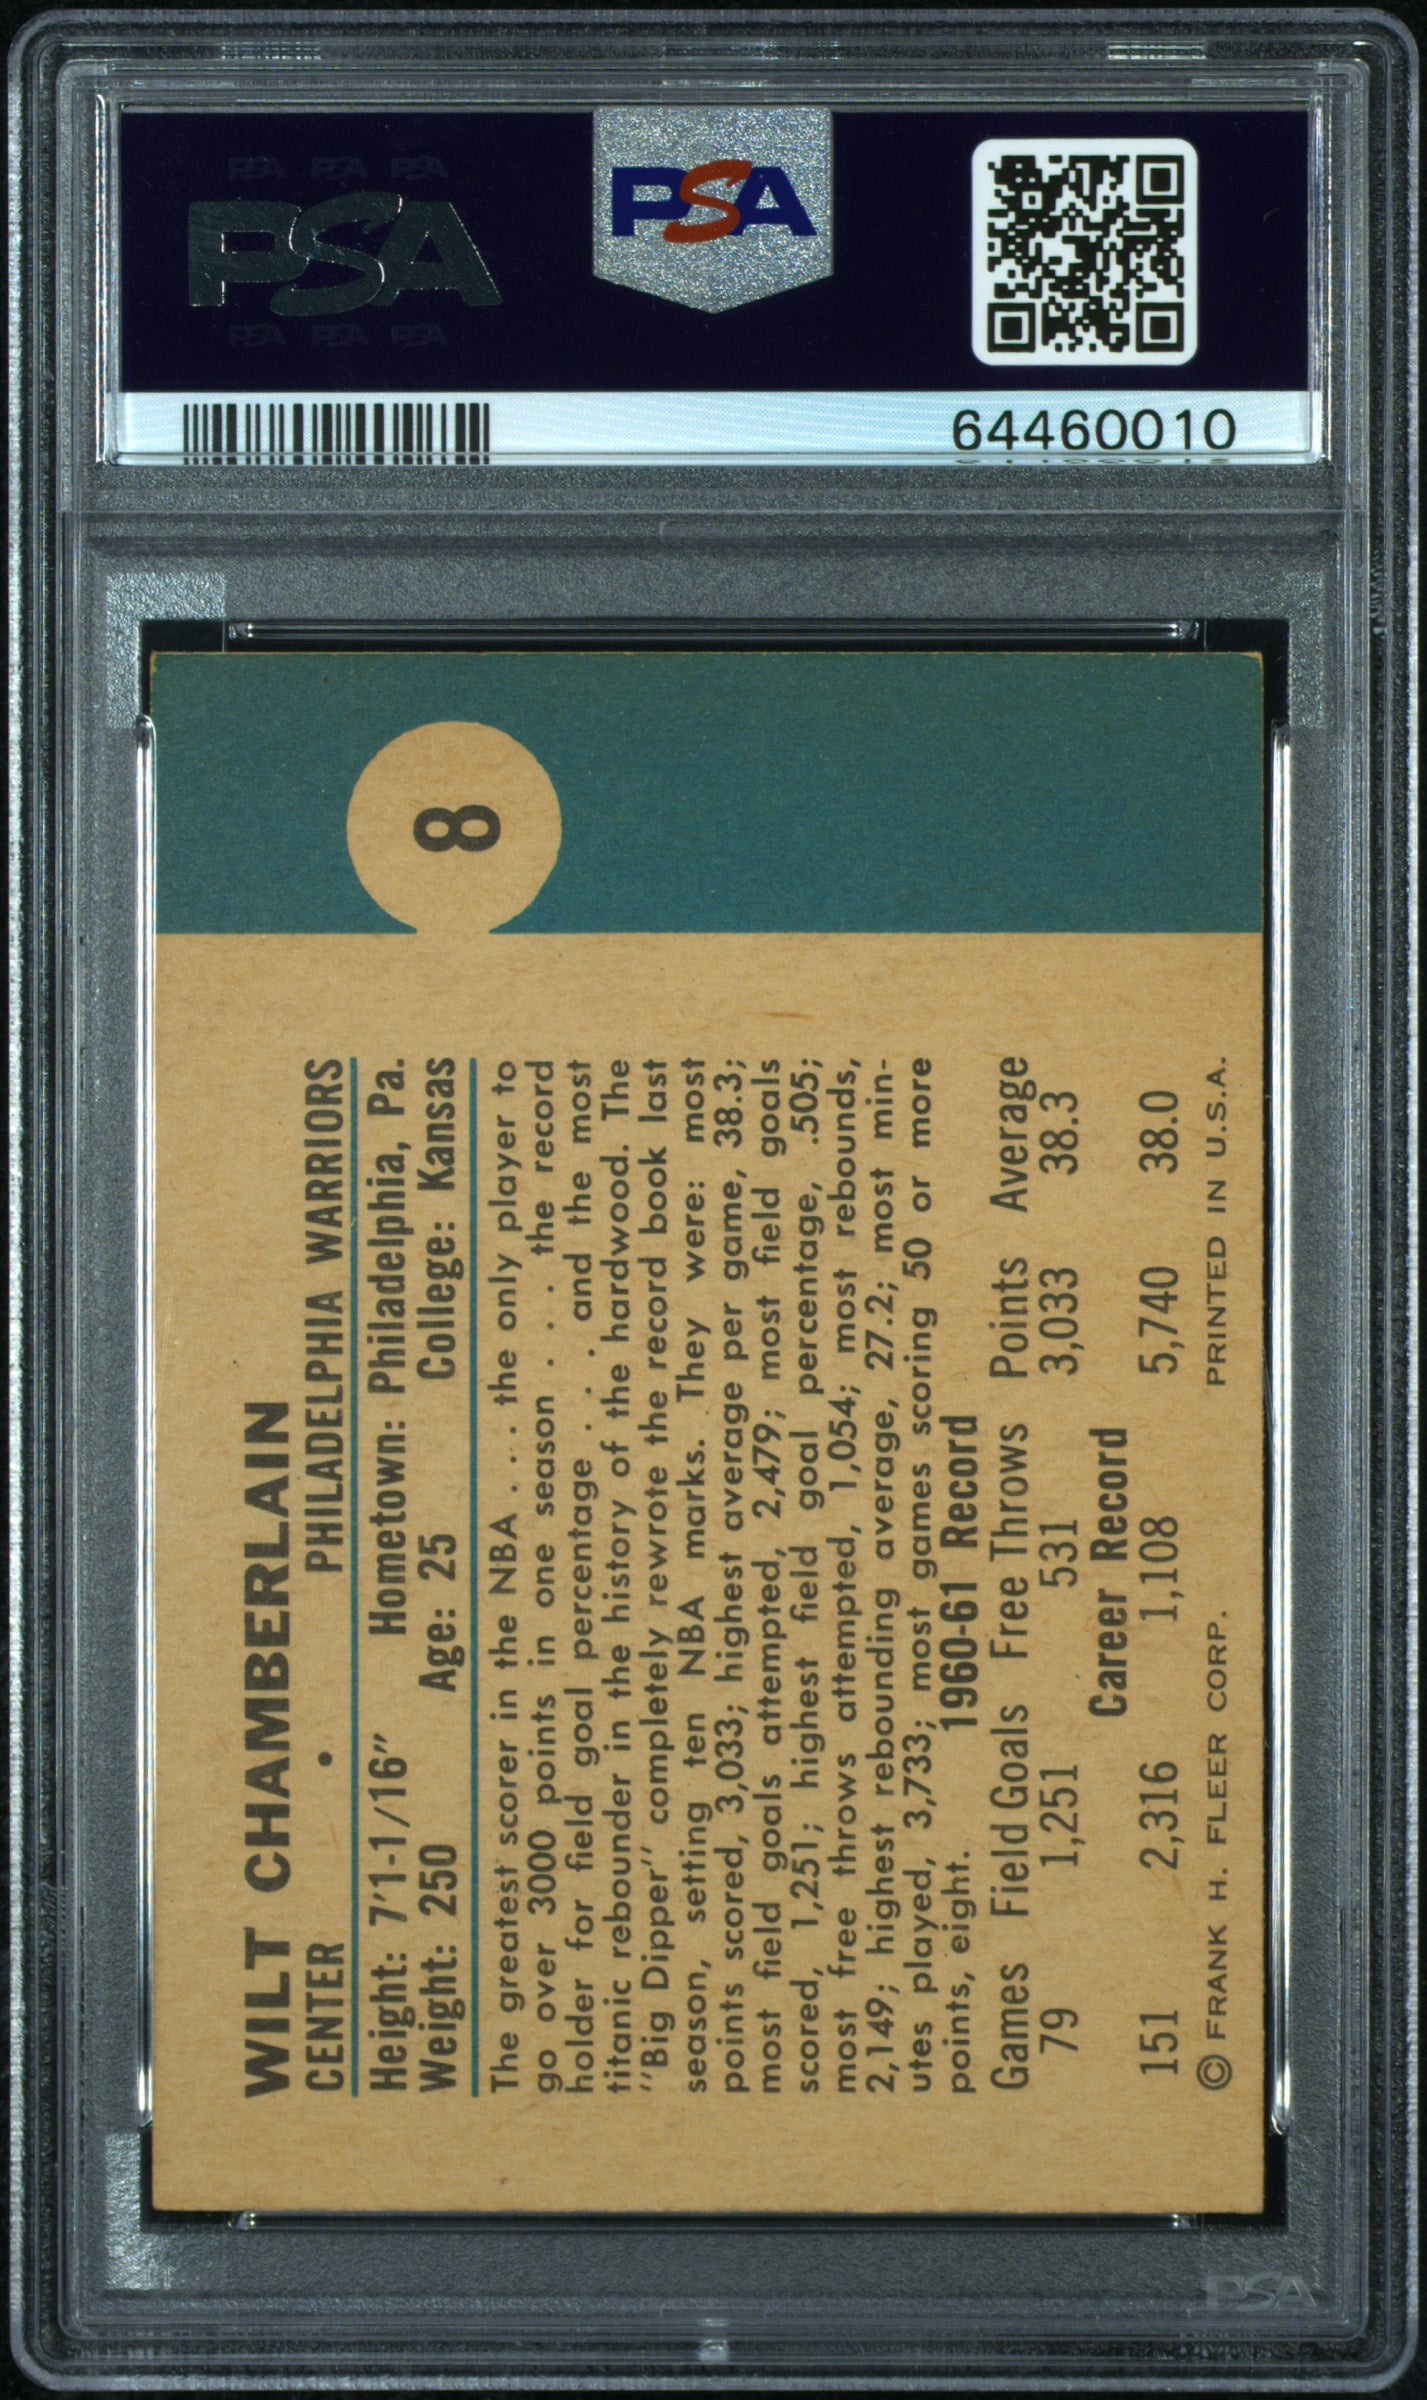 PSA PSA PSA
PSA
PSA PSA PSA
PSA
64460010
8
WILT CHAMBERLAIN
CENTER • PHILADELPHIA WARRIORS
Height: 7'1-1/16" Hometown: Philadelphia, Pa.
Weight: 250 Age: 25 College: Kansas
The greatest scorer in the NBA . . . the only player to
go over 3000 points in one season . . . the record
holder for field goal percentage . . . and the most
titanic rebounder in the history of the hardwood. The
"Big Dipper" completely rewrote the record book last
season, setting ten NBA marks. They were: most
points scored, 3,033; highest average per game, 38.3;
most field goals attempted, 2,479; most field goals
scored, 1,251; highest field goal percentage, .505;
most free throws attempted, 1,054; most rebounds,
2,149; highest rebounding average, 27.2; most min-
utes played, 3,733; most games scoring 50 or more
points, eight.
1960-61 Record
Games Field Goals Free Throws Points Average
79 1,251 531 3,033 38.3
Career Record
151 2,316 1,108 5,740 38.0
© FRANK H. FLEER CORP. PRINTED IN U.S.A.
PSA